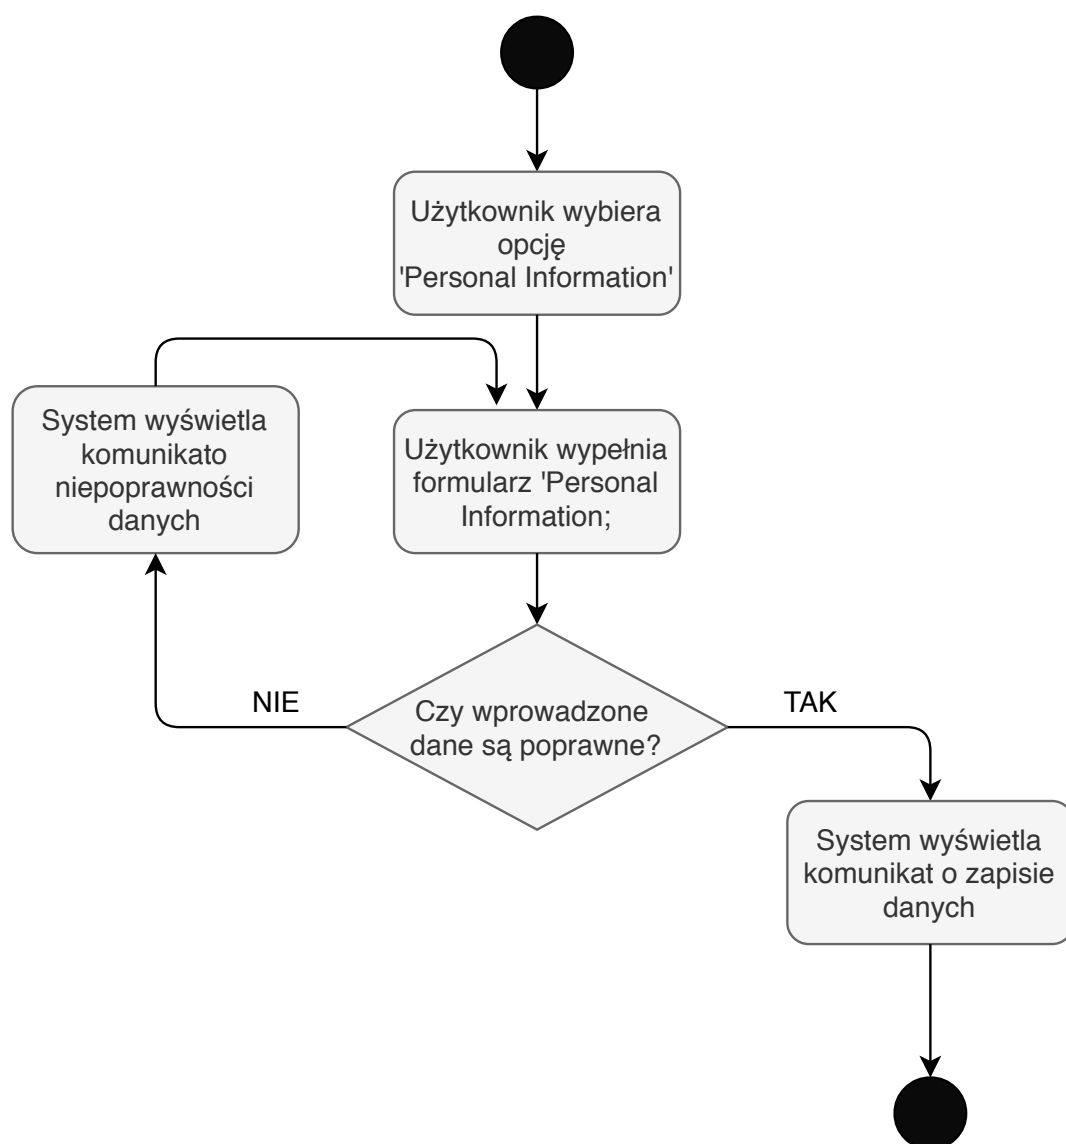 Użytkownik wybiera
opcję
'Personal Information'
System wyświetla
komunikato
niepoprawności
danych
Użytkownik wypełnia
formularz 'Personal
Information;
NIE
TAK
Czy wprowadzone
dane są poprawne?
System wyświetla
komunikat o zapisie
danych